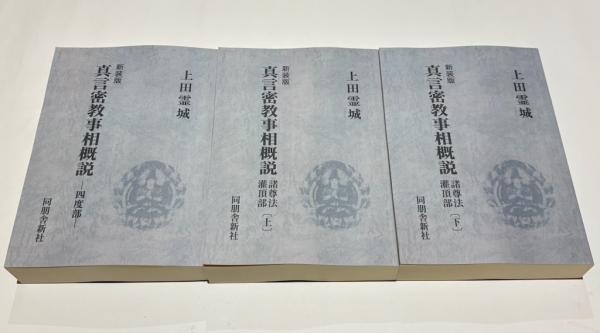 上田霊城
新装版
真言密教事相概説
―四度部―
同朋舎新社
上田霊城
新装版
真言密教事相概説
諸尊法
灌頂部
〔上〕
同朋舎新社
上田霊城
新装版
真言密教事相概説
諸尊法
灌頂部
〔下〕
同朋舎新社